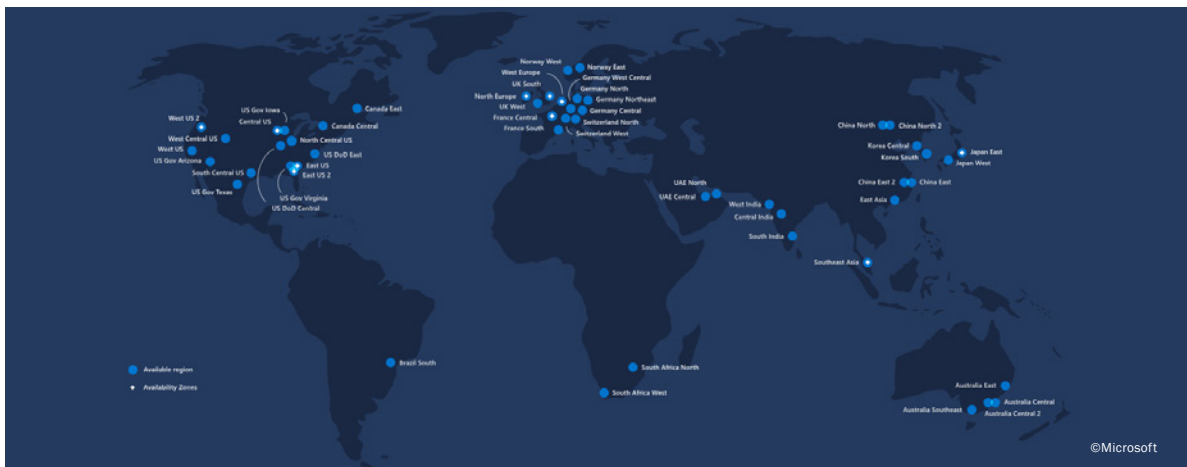 Norway West
Norway East
West Europe
Germany West Central
UK South
Germany North
North Europe
Germany Northeast
UK West
Germany Central
France Central
Switzerland North
France South
Switzerland West
Canada East
US Gov Iowa
West US 2
Central US
Canada Central
West Central US
North Central US
West US
US DoD East
US Gov Arizona
East US
South Central US
East US 2
US Gov Texas
US Gov Virginia
US DoD Central
China North
China North 2
Korea Central
Korea South
Japan East
Japan West
UAE North
UAE Central
China East 2
China East
West India
East Asia
Central India
South India
Southeast Asia
Brazil South
Available region
South Africa North
Availability Zones
South Africa West
Australia East
Australia Central
Australia Southeast
Australia Central 2
©Microsoft